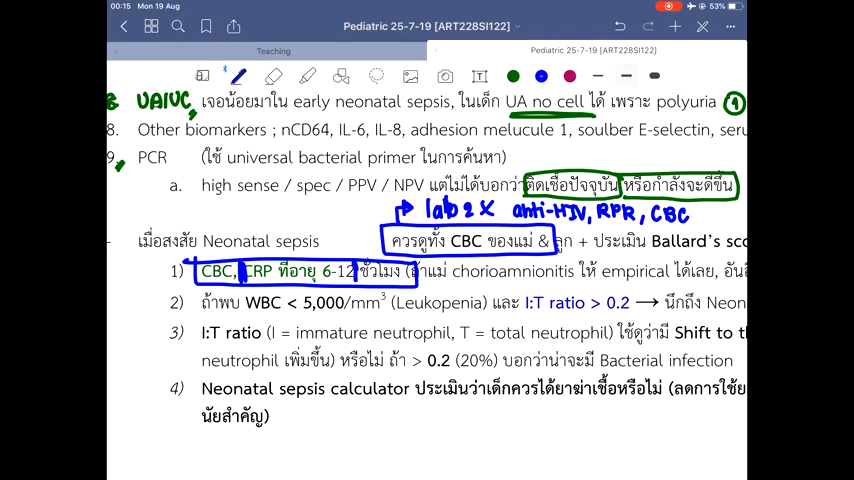 00:15 Mon 19 Aug 53%
Pediatric 25-7-19 [ART228SI122]
Teaching
Pediatric 25-7-19 [ART228SI122]
UA/UC, เจอน้อยมาใน early neonatal sepsis, ในเด็ก UA no cell ได้ เพราะ polyuria 1
8. Other biomarkers ; nCD64, IL-6, IL-8, adhesion melucule 1, soulber E-selectin, seru
9. PCR (ใช้ universal bacterial primer ในการค้นหา)
a. high sense / spec / PPV / NPV แต่ไม่ได้บอกว่าติดเชื้อปัจจุบัน หรือกำลังจะดีขึ้น
lab 2 X anti-HIV, RPR, CBC
- เมื่อสงสัย Neonatal sepsis ควรดูทั้ง CBC ของแม่ & ลูก + ประเมิน Ballard's sco
1) CBC, CRP ที่อายุ 6-12 ชั่วโมง (ถ้าแม่ chorioamnionitis ให้ empirical ได้เลย, อันอื
2) ถ้าพบ WBC < 5,000/mm3 (Leukopenia) และ I:T ratio > 0.2 → นึกถึง Neon
3) I:T ratio (I = immature neutrophil, T = total neutrophil) ใช้ดูว่ามี Shift to th
neutrophil เพิ่มขึ้น) หรือไม่ ถ้า > 0.2 (20%) บอกว่าน่าจะมี Bacterial infection
4) Neonatal sepsis calculator ประเมินว่าเด็กควรได้ยาฆ่าเชื้อหรือไม่ (ลดการใช้ย
นัยสำคัญ)